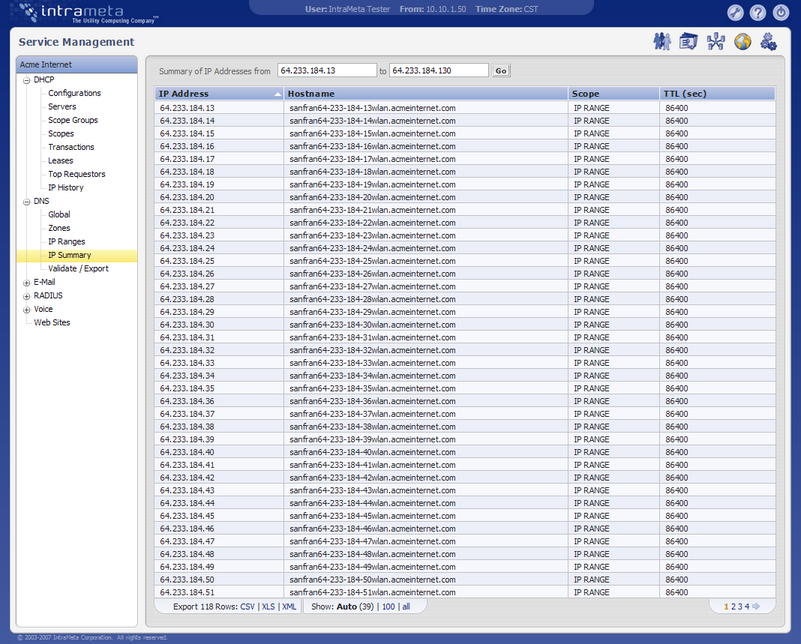 intrameta
The Utility Computing Company
User: IntraMeta Tester From: 10.10.1.50 Time Zone: CST
Service Management
Acme Internet
DHCP
Configurations
Servers
Scope Groups
Scopes
Transactions
Leases
Top Requestors
IP History
DNS
Global
Zones
IP Ranges
IP Summary
Validate / Export
E-Mail
RADIUS
Voice
Web Sites
Summary of IP Addresses from 64.233.184.13 to 64.233.184.130 Go
IP Address Hostname Scope TTL (sec)
64.233.184.13 sanfran64-233-184-13wlan.acmeinternet.com IP RANGE 86400
64.233.184.14 sanfran64-233-184-14wlan.acmeinternet.com IP RANGE 86400
64.233.184.15 sanfran64-233-184-15wlan.acmeinternet.com IP RANGE 86400
64.233.184.16 sanfran64-233-184-16wlan.acmeinternet.com IP RANGE 86400
64.233.184.17 sanfran64-233-184-17wlan.acmeinternet.com IP RANGE 86400
64.233.184.18 sanfran64-233-184-18wlan.acmeinternet.com IP RANGE 86400
64.233.184.19 sanfran64-233-184-19wlan.acmeinternet.com IP RANGE 86400
64.233.184.20 sanfran64-233-184-20wlan.acmeinternet.com IP RANGE 86400
64.233.184.21 sanfran64-233-184-21wlan.acmeinternet.com IP RANGE 86400
64.233.184.22 sanfran64-233-184-22wlan.acmeinternet.com IP RANGE 86400
64.233.184.23 sanfran64-233-184-23wlan.acmeinternet.com IP RANGE 86400
64.233.184.24 sanfran64-233-184-24wlan.acmeinternet.com IP RANGE 86400
64.233.184.25 sanfran64-233-184-25wlan.acmeinternet.com IP RANGE 86400
64.233.184.26 sanfran64-233-184-26wlan.acmeinternet.com IP RANGE 86400
64.233.184.27 sanfran64-233-184-27wlan.acmeinternet.com IP RANGE 86400
64.233.184.28 sanfran64-233-184-28wlan.acmeinternet.com IP RANGE 86400
64.233.184.29 sanfran64-233-184-29wlan.acmeinternet.com IP RANGE 86400
64.233.184.30 sanfran64-233-184-30wlan.acmeinternet.com IP RANGE 86400
64.233.184.31 sanfran64-233-184-31wlan.acmeinternet.com IP RANGE 86400
64.233.184.32 sanfran64-233-184-32wlan.acmeinternet.com IP RANGE 86400
64.233.184.33 sanfran64-233-184-33wlan.acmeinternet.com IP RANGE 86400
64.233.184.34 sanfran64-233-184-34wlan.acmeinternet.com IP RANGE 86400
64.233.184.35 sanfran64-233-184-35wlan.acmeinternet.com IP RANGE 86400
64.233.184.36 sanfran64-233-184-36wlan.acmeinternet.com IP RANGE 86400
64.233.184.37 sanfran64-233-184-37wlan.acmeinternet.com IP RANGE 86400
64.233.184.38 sanfran64-233-184-38wlan.acmeinternet.com IP RANGE 86400
64.233.184.39 sanfran64-233-184-39wlan.acmeinternet.com IP RANGE 86400
64.233.184.40 sanfran64-233-184-40wlan.acmeinternet.com IP RANGE 86400
64.233.184.41 sanfran64-233-184-41wlan.acmeinternet.com IP RANGE 86400
64.233.184.42 sanfran64-233-184-42wlan.acmeinternet.com IP RANGE 86400
64.233.184.43 sanfran64-233-184-43wlan.acmeinternet.com IP RANGE 86400
64.233.184.44 sanfran64-233-184-44wlan.acmeinternet.com IP RANGE 86400
64.233.184.45 sanfran64-233-184-45wlan.acmeinternet.com IP RANGE 86400
64.233.184.46 sanfran64-233-184-46wlan.acmeinternet.com IP RANGE 86400
64.233.184.47 sanfran64-233-184-47wlan.acmeinternet.com IP RANGE 86400
64.233.184.48 sanfran64-233-184-48wlan.acmeinternet.com IP RANGE 86400
64.233.184.49 sanfran64-233-184-49wlan.acmeinternet.com IP RANGE 86400
64.233.184.50 sanfran64-233-184-50wlan.acmeinternet.com IP RANGE 86400
64.233.184.51 sanfran64-233-184-51wlan.acmeinternet.com IP RANGE 86400
Export 118 Rows: CSV | XLS | XML Show: Auto (39) | 100 | all 1 2 3 4
© 2003-2007 IntraMeta Corporation. All rights reserved.